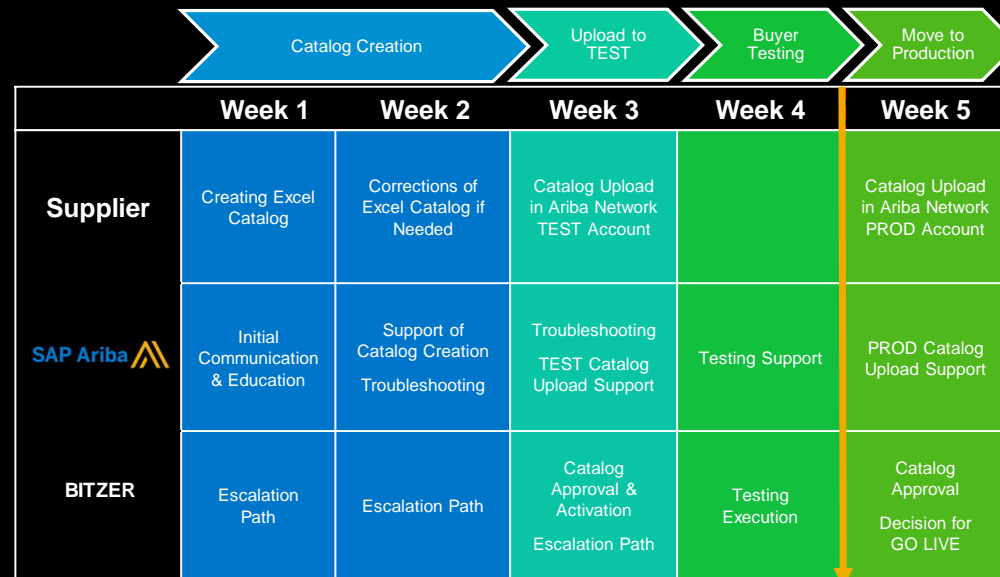 Catalog Creation
Upload to
TEST
Buyer
Testing
Move to
Production
Week 1
Week 2
Week 3
Week 4
Week 5
Supplier
Creating Excel
Catalog
Corrections of
Excel Catalog if
Needed
Catalog Upload
in Ariba Network
TEST Account
Catalog Upload
in Ariba Network
PROD Account
SAP Ariba
Initial
Communication
& Education
Support of
Catalog Creation
Troubleshooting
Troubleshooting
TEST Catalog
Upload Support
Testing Support
PROD Catalog
Upload Support
BITZER
Escalation
Path
Escalation Path
Catalog
Approval &
Activation
Escalation Path
Testing
Execution
Catalog
Approval
Decision for
GO LIVE